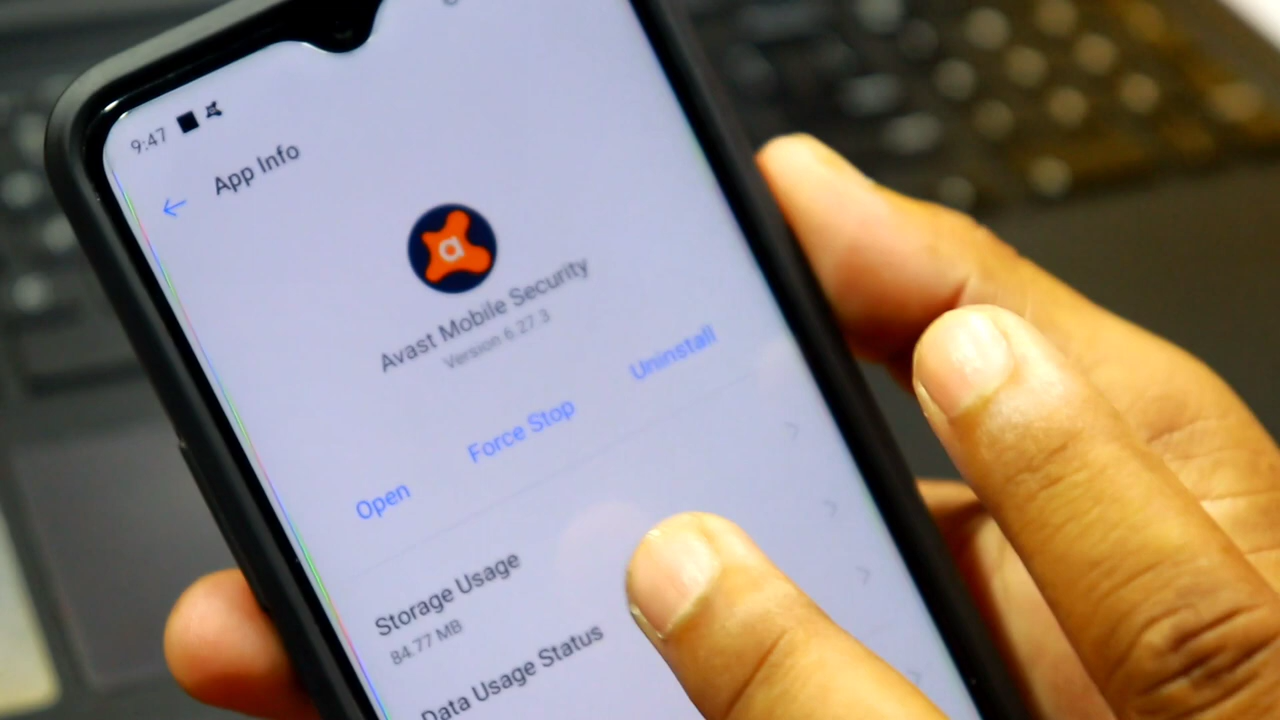 9:47
App Info
a
Avast Mobile Security
Version 6.27.3
Open
Force Stop
Uninstall
Storage Usage
84.77 MB
Data Usage Status